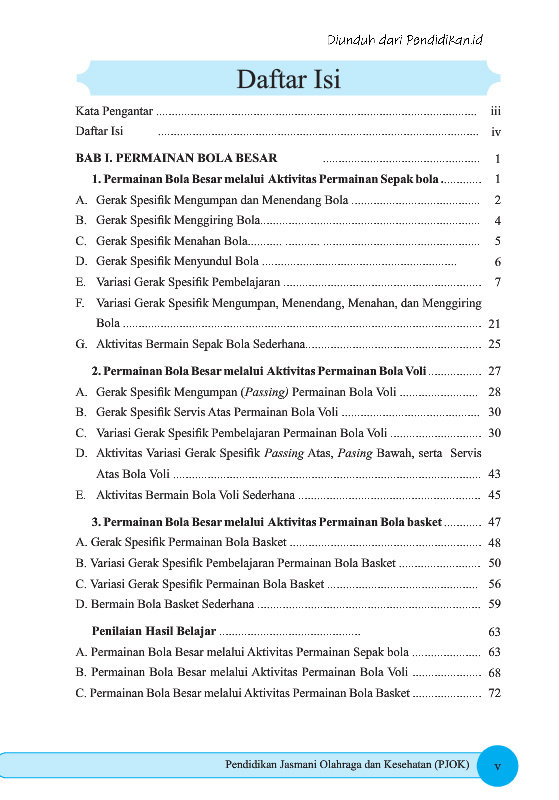 Diunduh dari Pendidikan.id
Daftar Isi
Kata Pengantar ........................................................................................................ iii
Daftar Isi ........................................................................................................ iv
BAB I. PERMAINAN BOLA BESAR .................................................. 1
1. Permainan Bola Besar melalui Aktivitas Permainan Sepak bola ............. 1
A. Gerak Spesifik Mengumpan dan Menendang Bola ......................................... 2
B. Gerak Spesifik Menggiring Bola...................................................................... 4
C. Gerak Spesifik Menahan Bola........... ........... .................................................. 5
D. Gerak Spesifik Menyundul Bola .............................................................. 6
E. Variasi Gerak Spesifik Pembelajaran ............................................................... 7
F. Variasi Gerak Spesifik Mengumpan, Menendang, Menahan, dan Menggiring
Bola .................................................................................................................. 21
G. Aktivitas Bermain Sepak Bola Sederhana........................................................ 25
2. Permainan Bola Besar melalui Aktivitas Permainan Bola Voli ................. 27
A. Gerak Spesifik Mengumpan (Passing) Permainan Bola Voli ......................... 28
B. Gerak Spesifik Servis Atas Permainan Bola Voli ............................................ 30
C. Variasi Gerak Spesifik Pembelajaran Permainan Bola Voli ............................. 30
D. Aktivitas Variasi Gerak Spesifik Passing Atas, Pasing Bawah, serta Servis
Atas Bola Voli .................................................................................................. 43
E. Aktivitas Bermain Bola Voli Sederhana .......................................................... 45
3. Permainan Bola Besar melalui Aktivitas Permainan Bola basket ............ 47
A. Gerak Spesifik Permainan Bola Basket ............................................................. 48
B. Variasi Gerak Spesifik Pembelajaran Permainan Bola Basket .......................... 50
C. Variasi Gerak Spesifik Permainan Bola Basket ................................................ 56
D. Bermain Bola Basket Sederhana ....................................................................... 59
Penilaian Hasil Belajar ............................................. 63
A. Permainan Bola Besar melalui Aktivitas Permainan Sepak bola ...................... 63
B. Permainan Bola Besar melalui Aktivitas Permainan Bola Voli ...................... 68
C. Permainan Bola Besar melalui Aktivitas Permainan Bola Basket ...................... 72
Pendidikan Jasmani Olahraga dan Kesehatan (PJOK) v